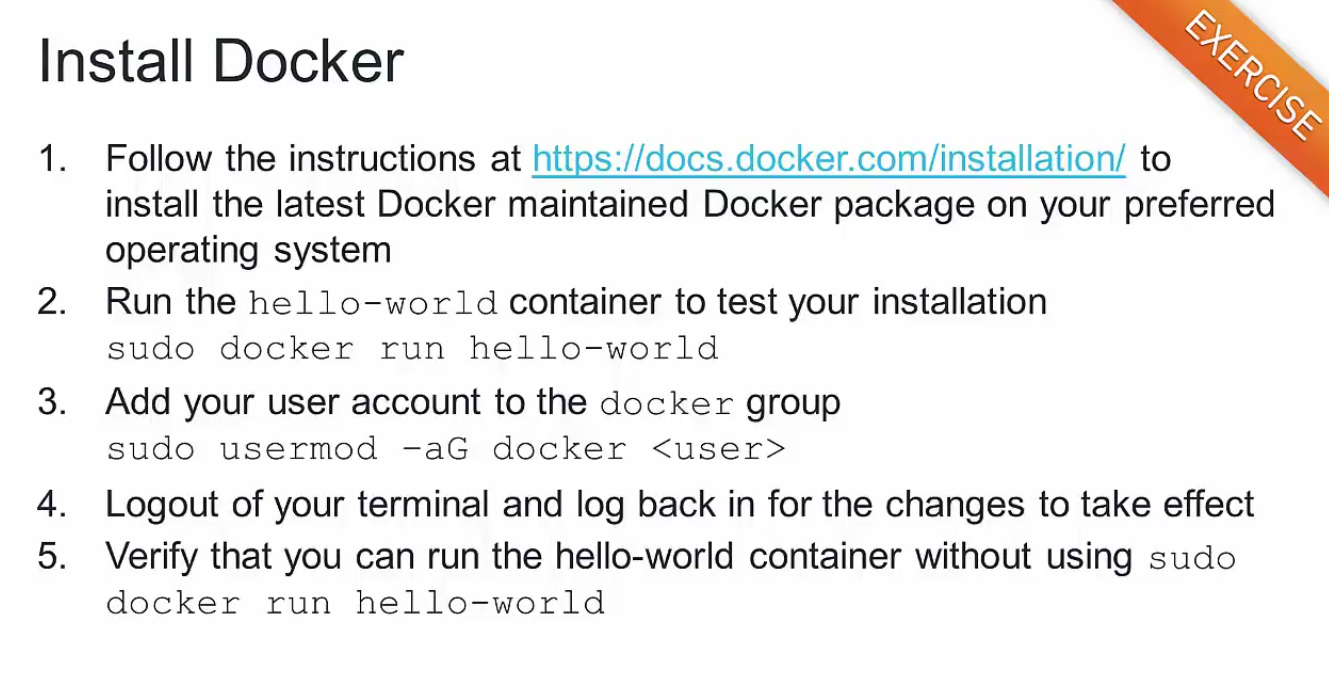 Install Docker
EXERCISE
1. Follow the instructions at https://docs.docker.com/installation/ to
install the latest Docker maintained Docker package on your preferred
operating system
2. Run the hello-world container to test your installation
sudo docker run hello-world
3. Add your user account to the docker group
sudo usermod -aG docker <user>
4. Logout of your terminal and log back in for the changes to take effect
5. Verify that you can run the hello-world container without using sudo
docker run hello-world